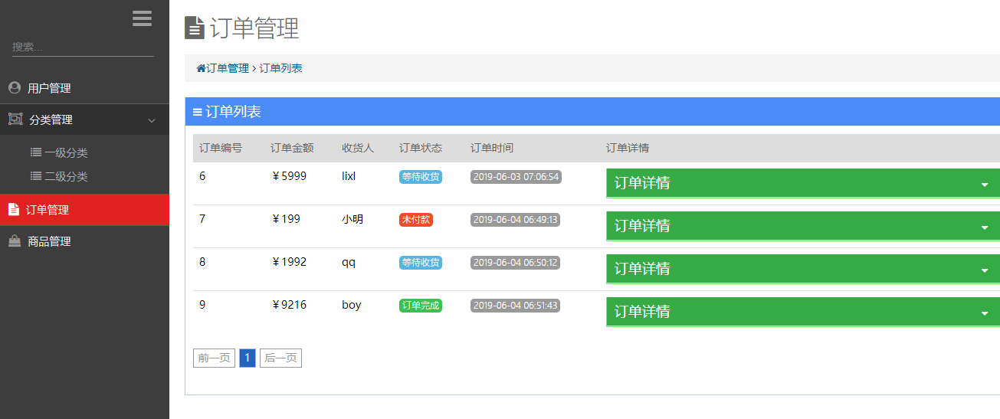 搜索...
用户管理
分类管理
一级分类
二级分类
订单管理
商品管理
订单管理
订单管理 › 订单列表
订单列表
订单编号 订单金额 收货人 订单状态 订单时间 订单详情
6 ￥5999 lixl 等待收货 2019-06-03 07:06:54 订单详情
7 ￥199 小明 未付款 2019-06-04 06:49:13 订单详情
8 ￥1992 qq 等待收货 2019-06-04 06:50:12 订单详情
9 ￥9216 boy 订单完成 2019-06-04 06:51:43 订单详情
前一页 1 后一页